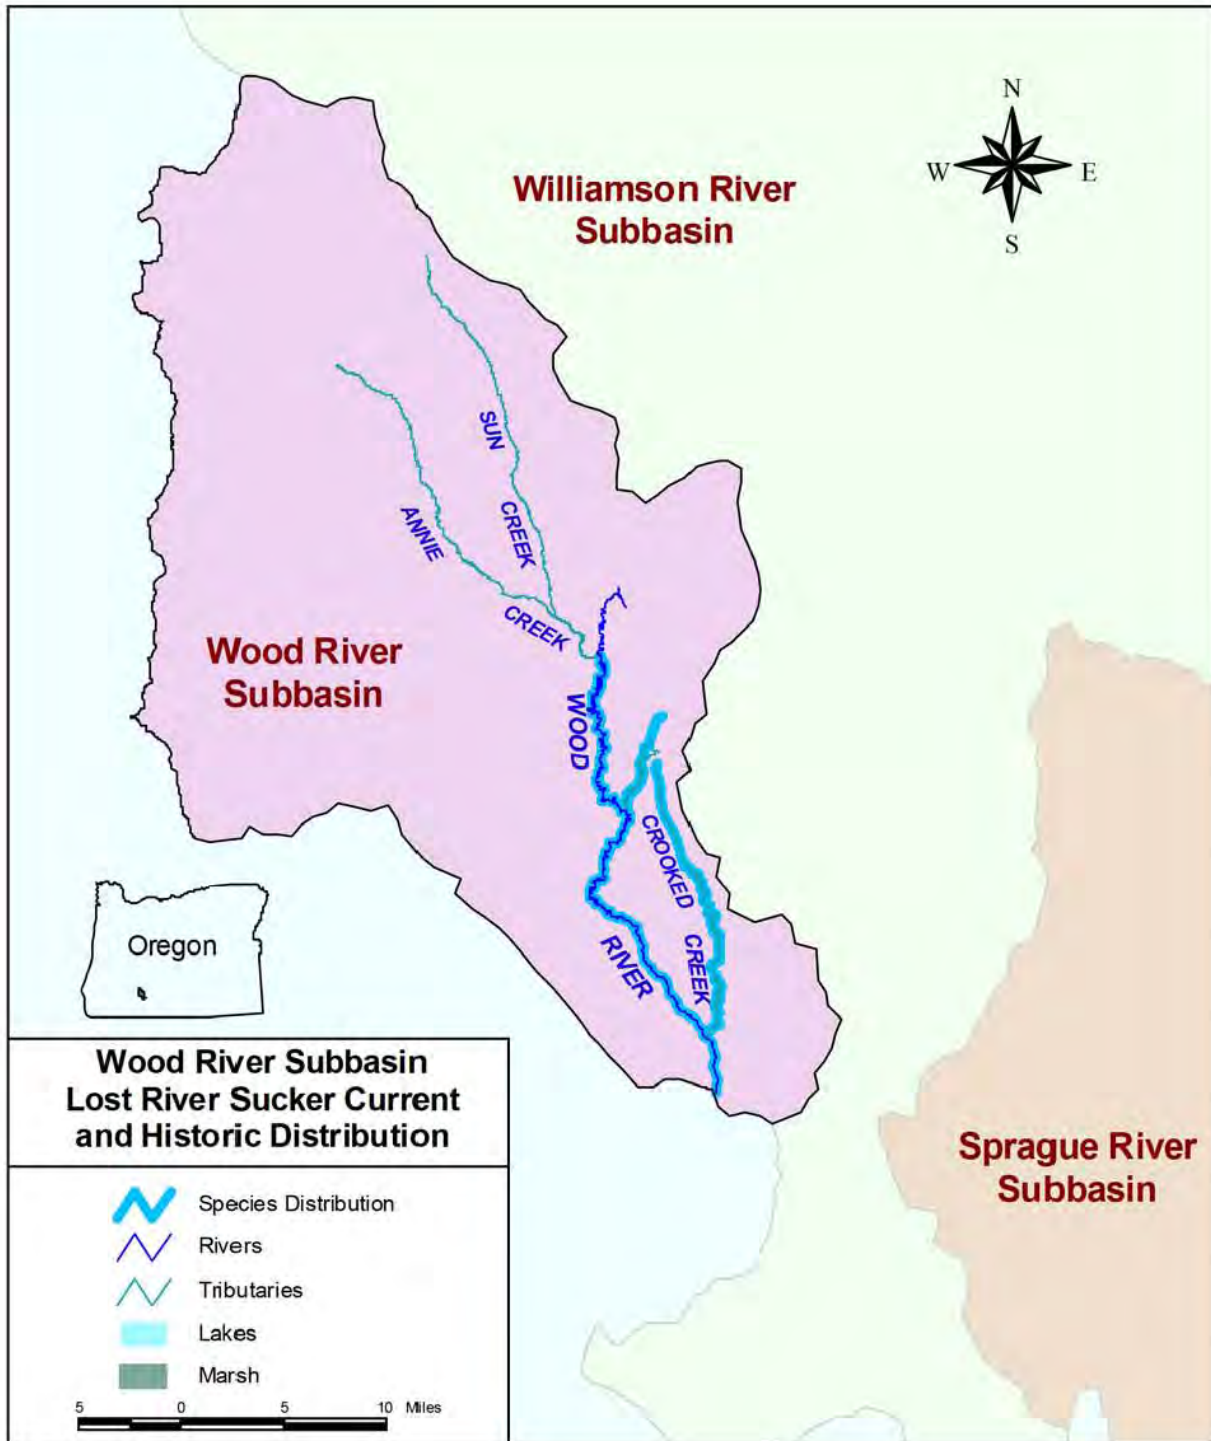 N
W
E
S
Williamson River
Subbasin
SUN
CREEK
ANNIE
CREEK
Wood River
Subbasin
WOOD
RIVER
CROOKED
CREEK
Oregon
Sprague River
Subbasin
Wood River Subbasin
Lost River Sucker Current
and Historic Distribution
Species Distribution
Rivers
Tributaries
Lakes
Marsh
5 0 5 10 Miles